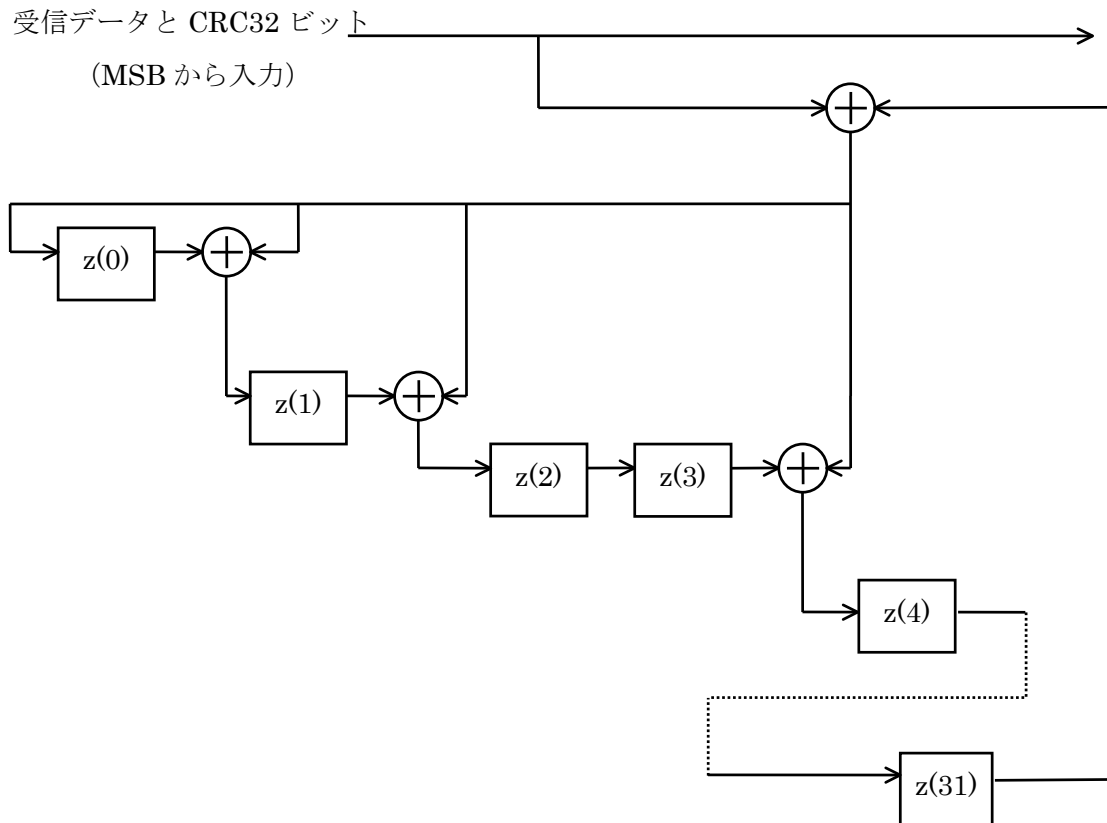 受信データと CRC32 ビット
（MSB から入力）
z(0)
z(1)
z(2)
z(3)
z(4)
z(31)